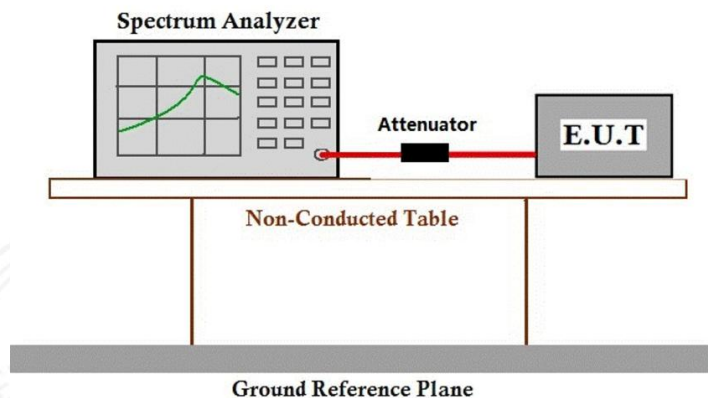 Spectrum Analyzer
Attenuator
E.U.T
Non-Conducted Table
Ground Reference Plane